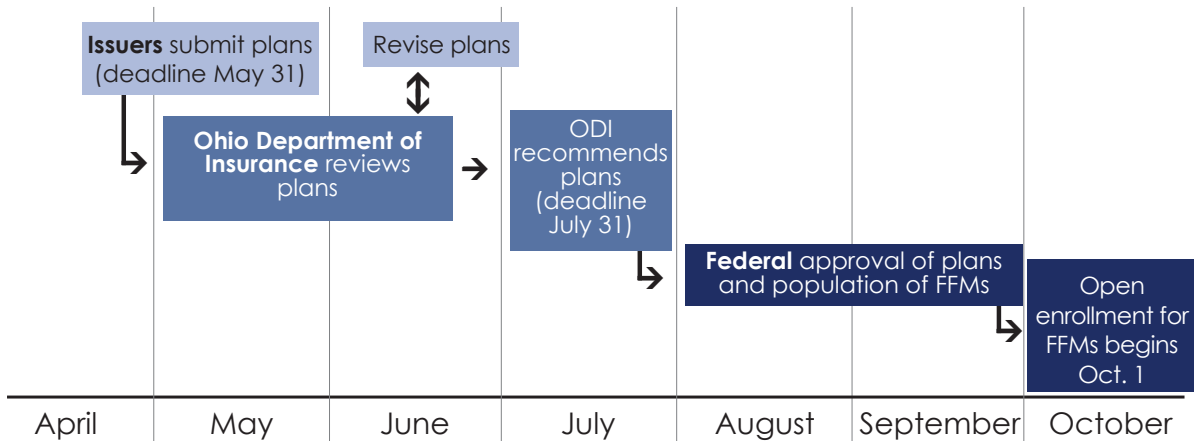 Issuers submit plans
(deadline May 31)
Revise plans
Ohio Department of
Insurance reviews
plans
ODI
recommends
plans
(deadline
July 31)
Federal approval of plans
and population of FFMs
Open
enrollment for
FFMs begins
Oct. 1
April May June July August September October